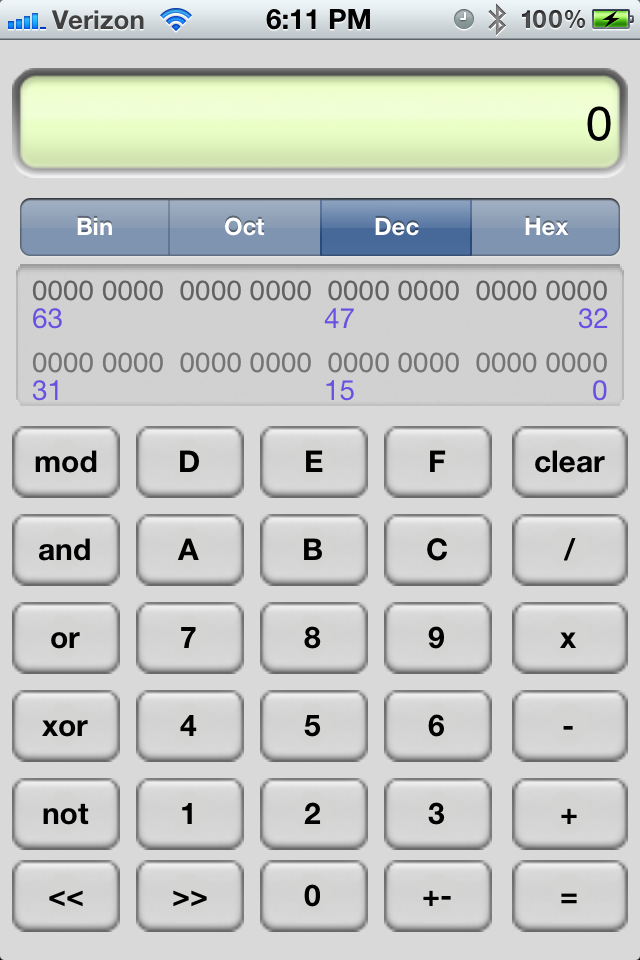 Verizon 6:11 PM 100%
0
Bin Oct Dec Hex
0000 0000 0000 0000 0000 0000 0000 0000
63 47 32
0000 0000 0000 0000 0000 0000 0000 0000
31 15 0
mod D E F clear
and A B C /
or 7 8 9 x
xor 4 5 6 -
not 1 2 3 +
<< >> 0 +- =